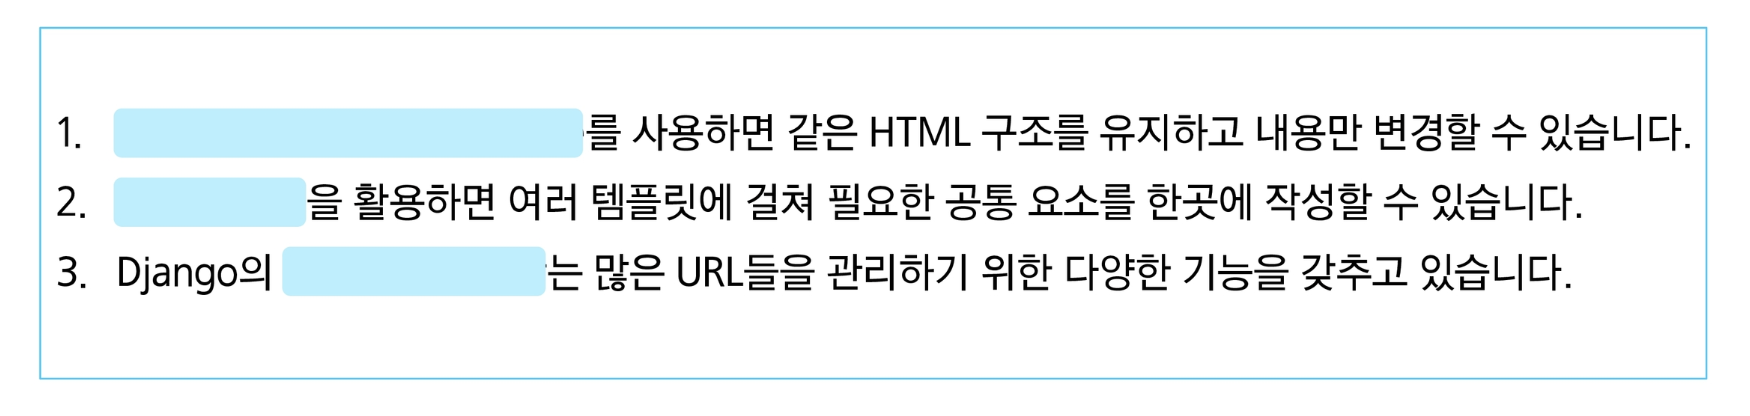 1. 를 사용하면 같은 HTML 구조를 유지하고 내용만 변경할 수 있습니다.
2. 을 활용하면 여러 템플릿에 걸쳐 필요한 공통 요소를 한곳에 작성할 수 있습니다.
3. Django의 는 많은 URL들을 관리하기 위한 다양한 기능을 갖추고 있습니다.